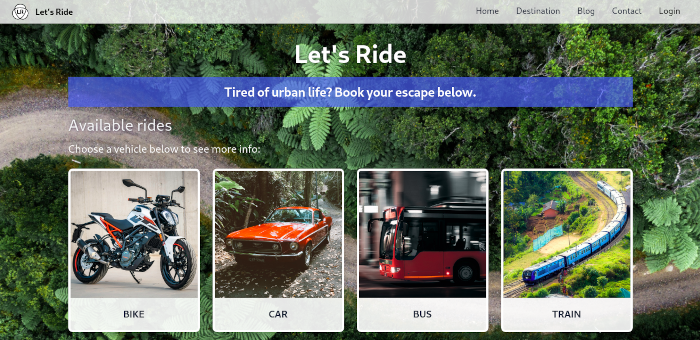 Let's Ride
Home Destination Blog Contact Login
Let's Ride
Tired of urban life? Book your escape below.
Available rides
Choose a vehicle below to see more info:
BIKE CAR BUS TRAIN